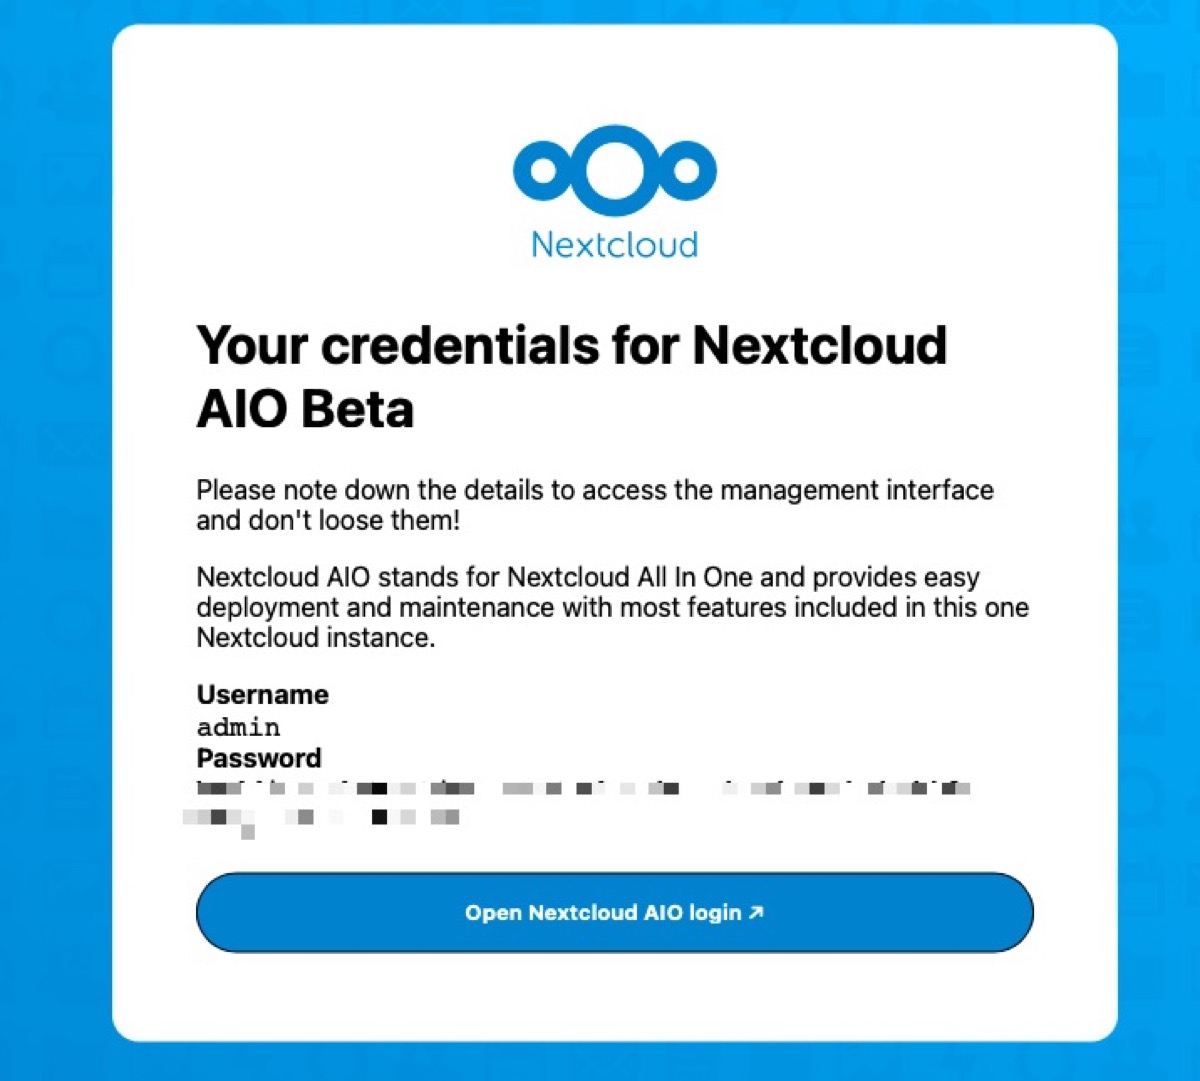 Nextcloud
Your credentials for Nextcloud
AIO Beta
Please note down the details to access the management interface
and don't loose them!
Nextcloud AIO stands for Nextcloud All In One and provides easy
deployment and maintenance with most features included in this one
Nextcloud instance.
Username
admin
Password
Open Nextcloud AIO login ↗